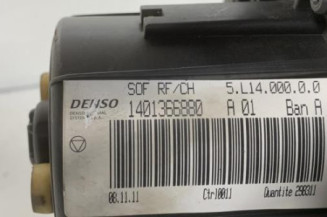 SOF RF/CH 5.L14.000.0.0
DENSO 1401366880 A 01 Ban A
08.11.11 Ctrl0011 Quantite 298311